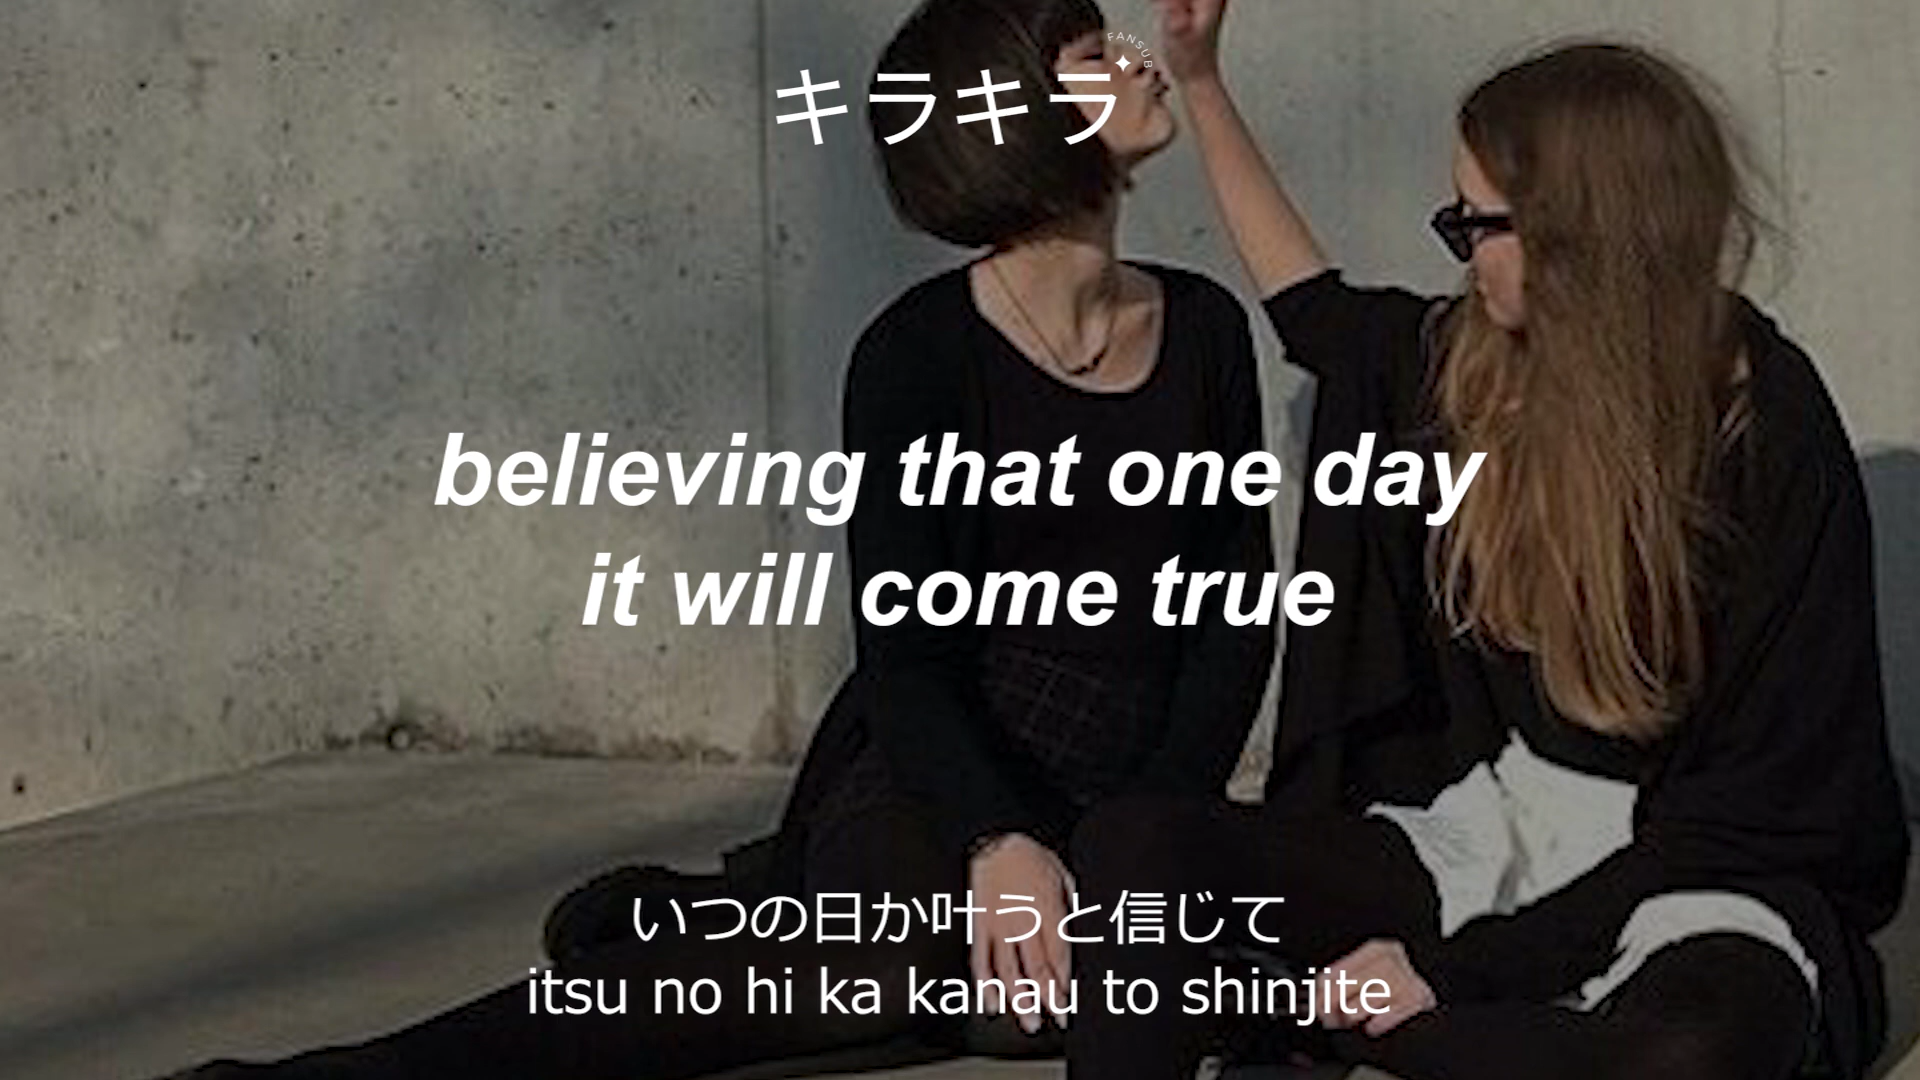 FANSUB
キラキラ
believing that one day
it will come true
いつの日か叶うと信じて
itsu no hi ka kanau to shinjite